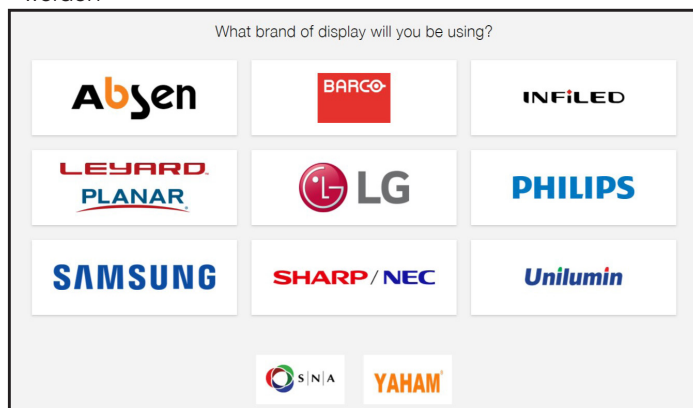 What brand of display will you be using?
Absen
BARCO
INFiLED
LEYARD
PLANAR
LG
PHILIPS
SAMSUNG
SHARP/NEC
Unilumin
S|N|A
YAHAM